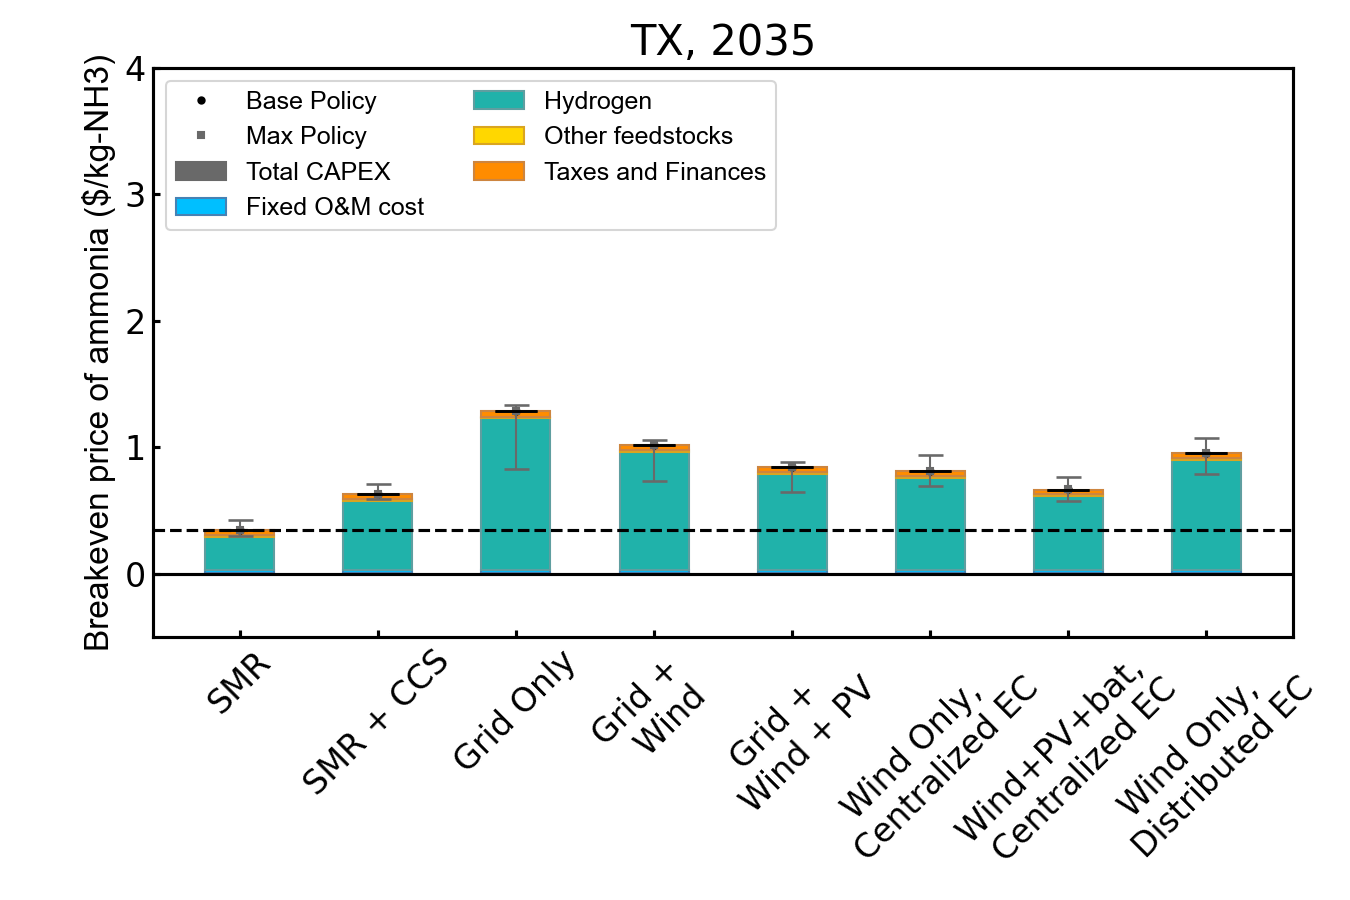 TX, 2035
Breakeven price of ammonia ($/kg-NH3)
4
3
2
1
0
Base Policy
Max Policy
Total CAPEX
Fixed O&M cost
Hydrogen
Other feedstocks
Taxes and Finances
SMR
SMR + CCS
Grid Only
Grid +
Wind
Grid +
Wind + PV
Wind Only,
Centralized EC
Wind+PV+bat,
Centralized EC
Wind Only,
Distributed EC